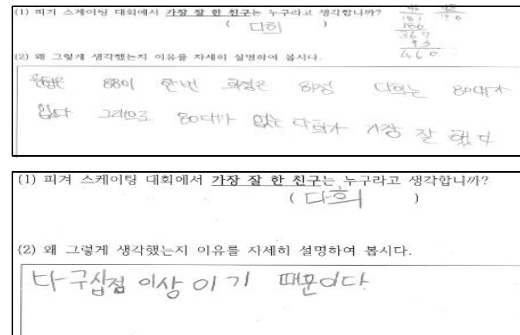 (1) 피겨 스케이팅 대회에서 가장 잘 한 친구는 누구라고 생각합니까?
( 다희 )
(2) 왜 그렇게 생각했는지 이유를 자세히 설명하여 봅시다.
80점 다희는 80대가
없다 그래므로 80대가 없는 다희가 가장 잘 했다
(1) 피겨 스케이팅 대회에서 가장 잘 한 친구는 누구라고 생각합니까?
( 다희 )
(2) 왜 그렇게 생각했는지 이유를 자세히 설명하여 봅시다.
다 구십점 이상 이기 때문이다